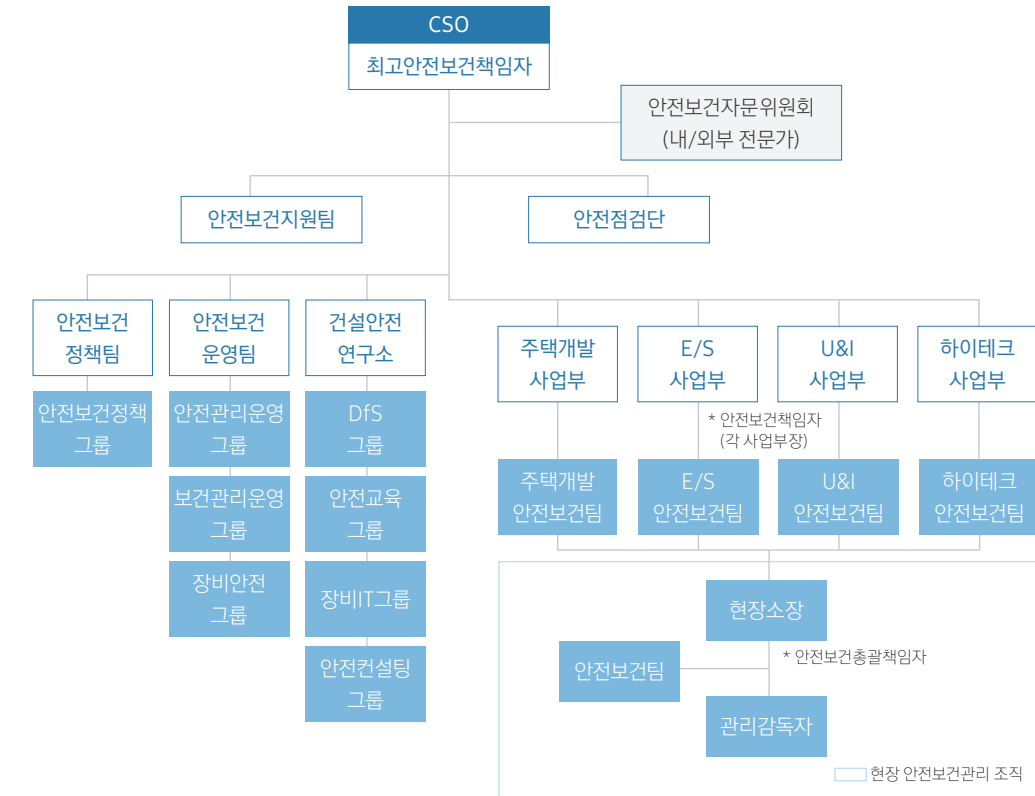 CSO
최고안전보건책임자
안전보건자문위원회
(내/외부 전문가)
안전보건지원팀
안전점검단
안전보건
정책팀
안전보건
운영팀
건설안전
연구소
주택개발
사업부
E/S
사업부
U&I
사업부
하이테크
사업부
안전보건정책
그룹
안전관리운영
그룹
DfS
그룹
* 안전보건책임자
(각 사업부장)
보건관리운영
그룹
안전교육
그룹
주택개발
안전보건팀
E/S
안전보건팀
U&I
안전보건팀
하이테크
안전보건팀
장비안전
그룹
장비IT그룹
안전컨설팅
그룹
현장소장
* 안전보건총괄책임자
안전보건팀
관리감독자
현장 안전보건관리 조직